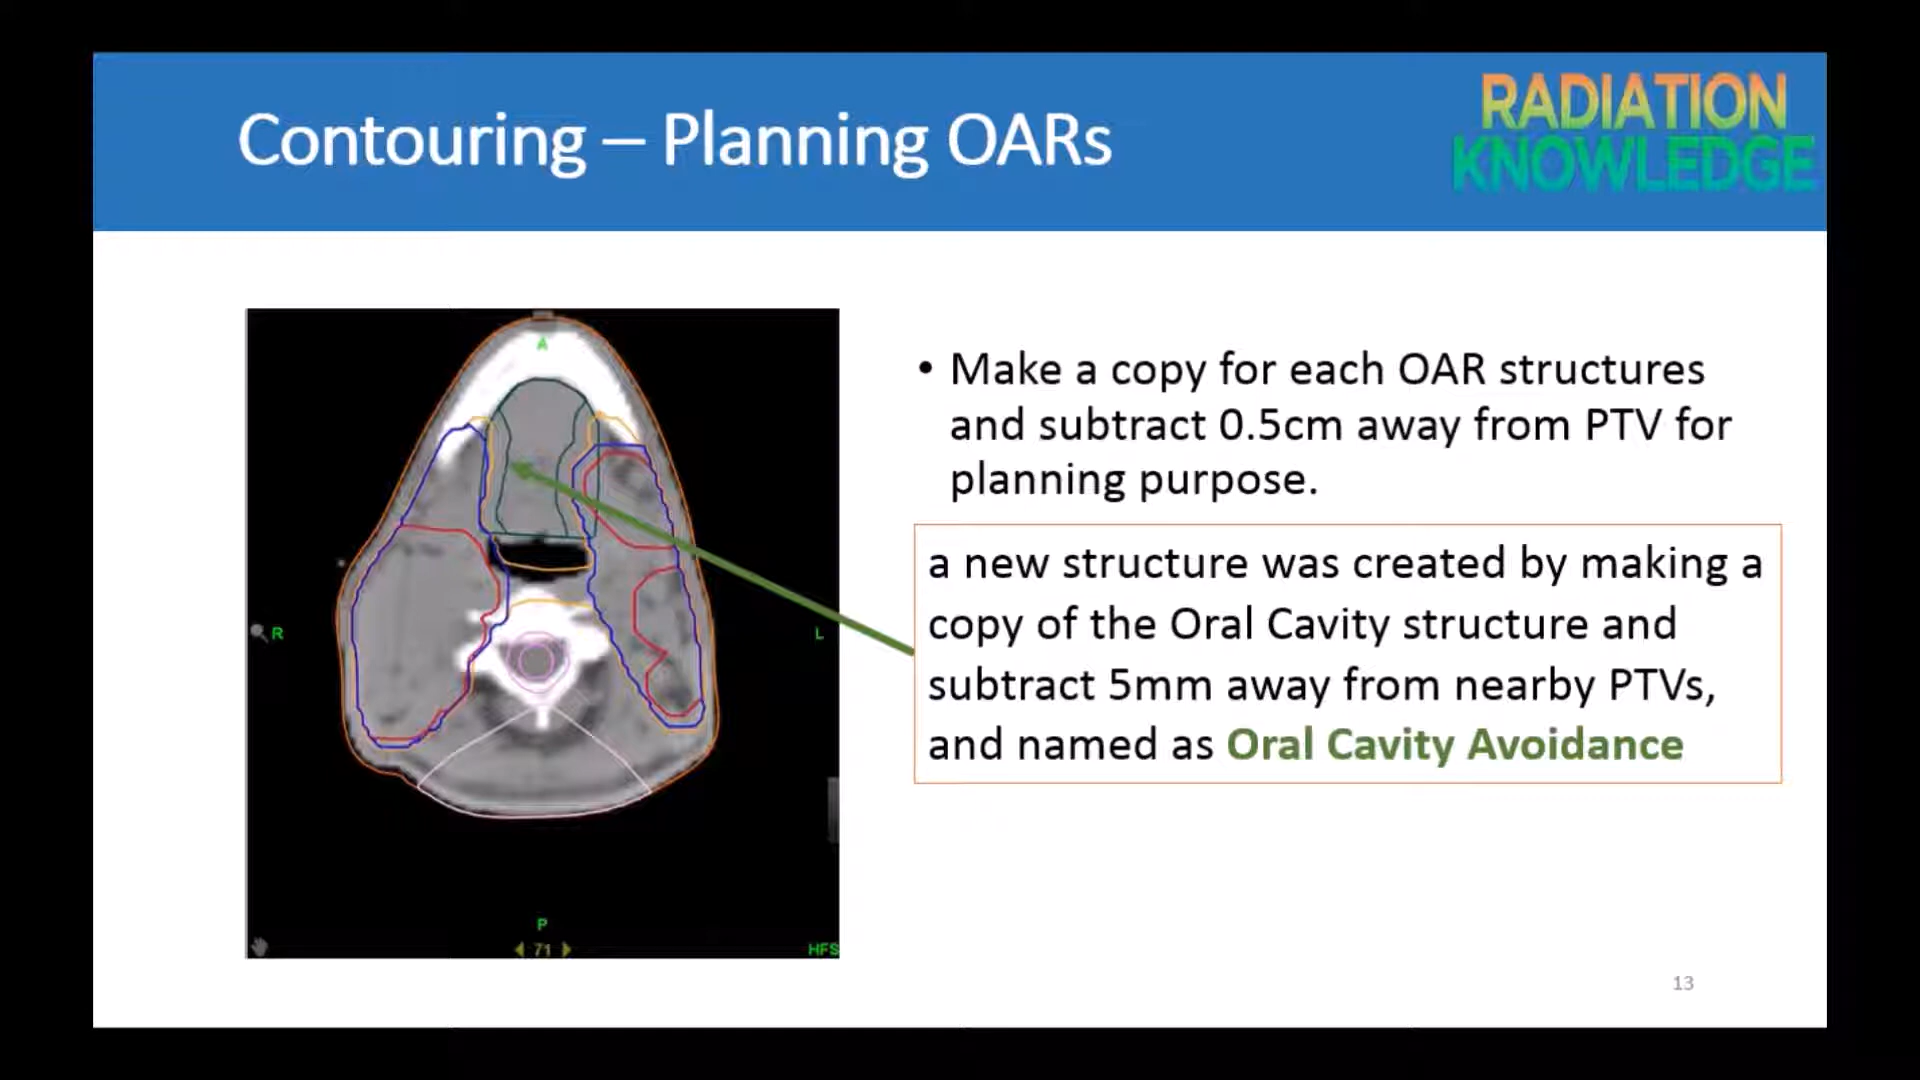 Contouring – Planning OARs
RADIATION
KNOWLEDGE
• Make a copy for each OAR structures
and subtract 0.5cm away from PTV for
planning purpose.
a new structure was created by making a
copy of the Oral Cavity structure and
subtract 5mm away from nearby PTVs,
and named as Oral Cavity Avoidance
A
R
L
P
71
HFS
13